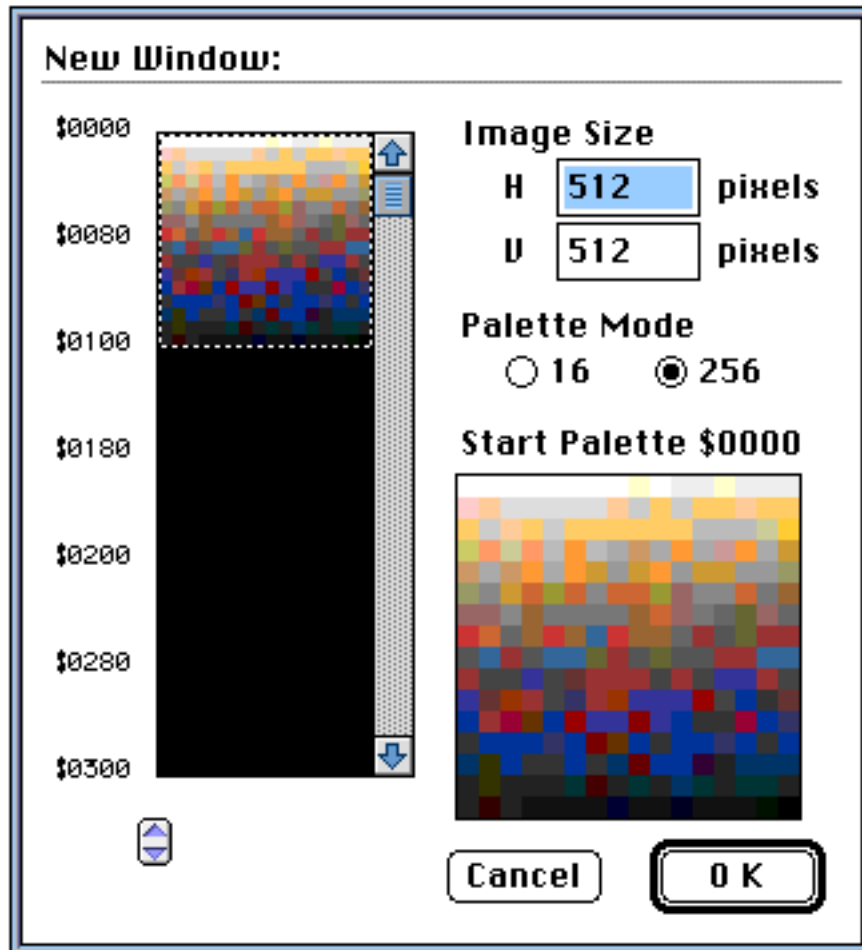 New Window:
$0000
$0080
$0100
$0180
$0200
$0280
$0300
Image Size
H 512 pixels
V 512 pixels
Palette Mode
16 256
Start Palette $0000
Cancel
OK